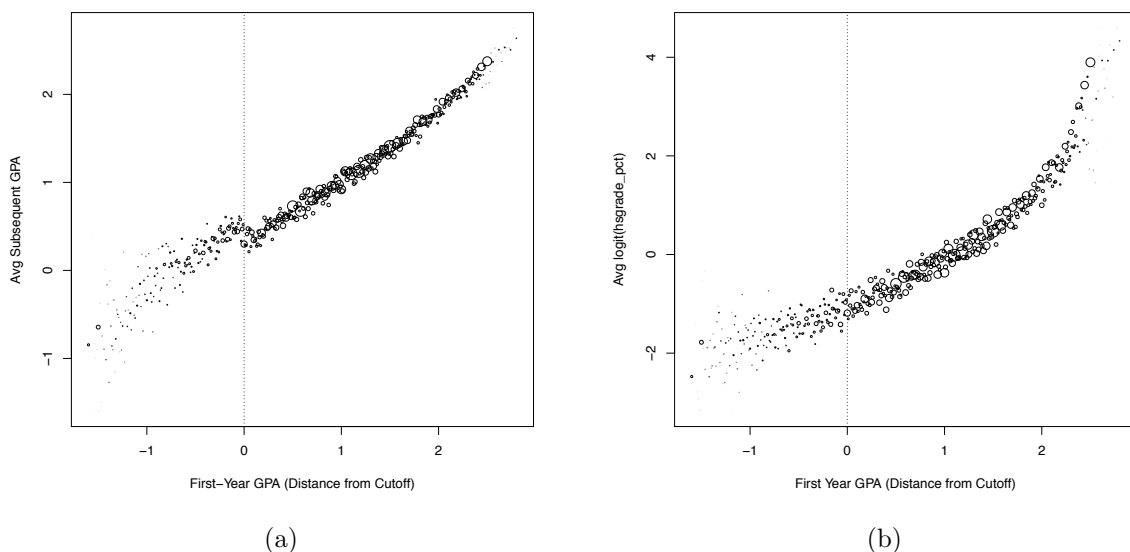 Avg Subsequent GPA
2
1
0
−1
−1
0
1
2
First−Year GPA (Distance from Cutoff)
(a)
Avg logit(hsgrade_pct)
4
2
0
−2
−1
0
1
2
First Year GPA (Distance from Cutoff)
(b)